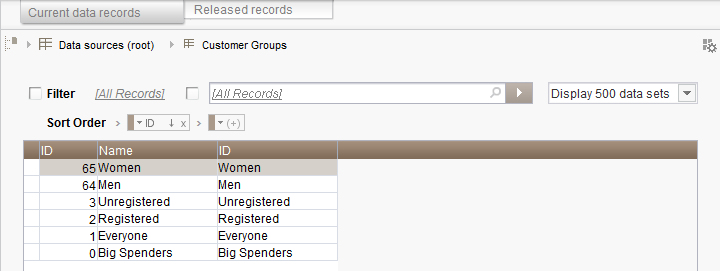 Current data records Released records
Data sources (root) Customer Groups
Filter [All Records] [All Records] Display 500 data sets
Sort Order > ID ↓ x > (+)
ID Name ID
65 Women Women
64 Men Men
3 Unregistered Unregistered
2 Registered Registered
1 Everyone Everyone
0 Big Spenders Big Spenders